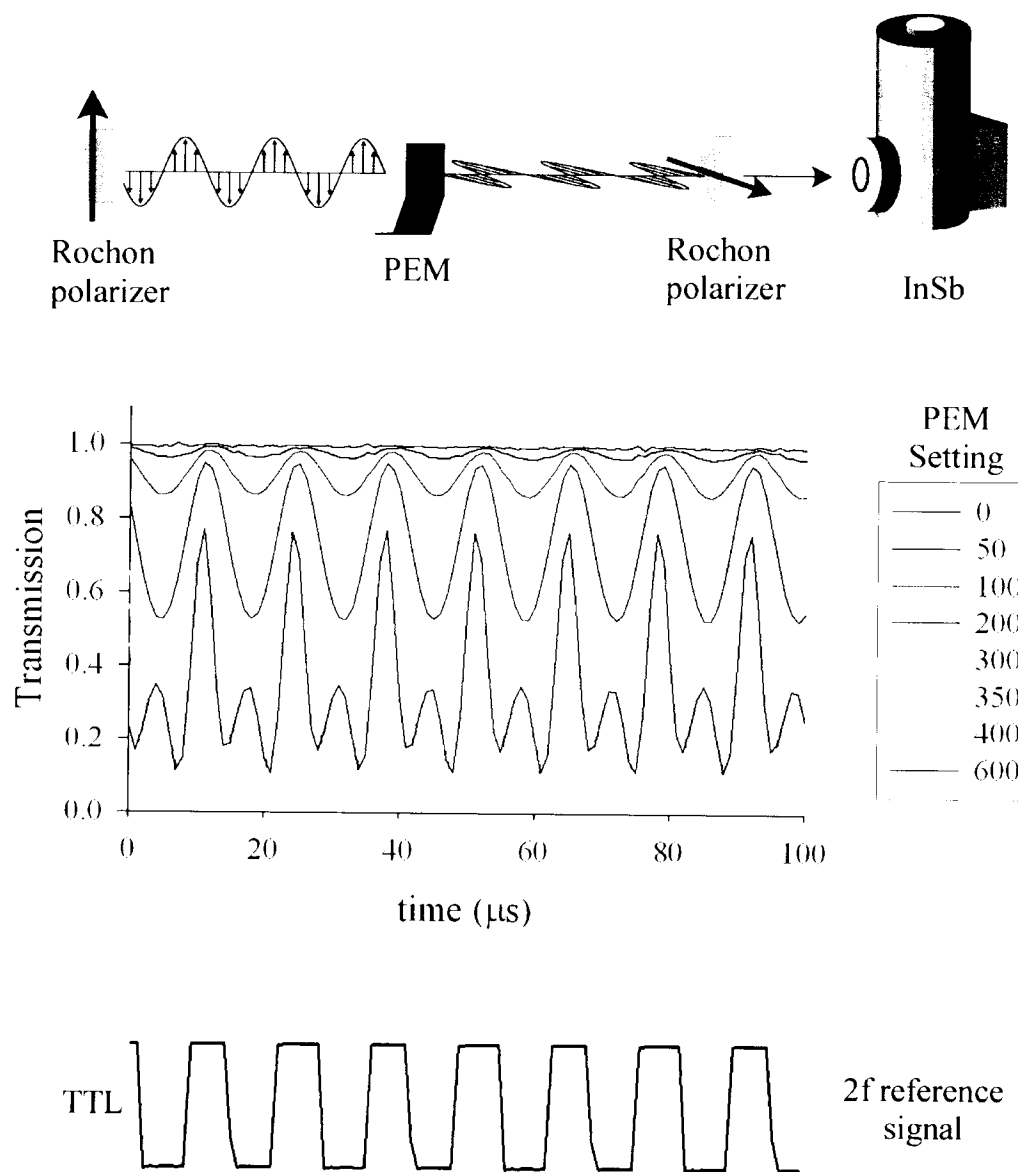 Rochon
polarizer
PEM
Rochon
polarizer
InSb
Transmission
1.0
0.8
0.6
0.4
0.2
0.0
0
20
40
60
80
100
time (μs)
PEM
Setting
0
50
100
200
300
350
400
600
TTL
2f reference
signal